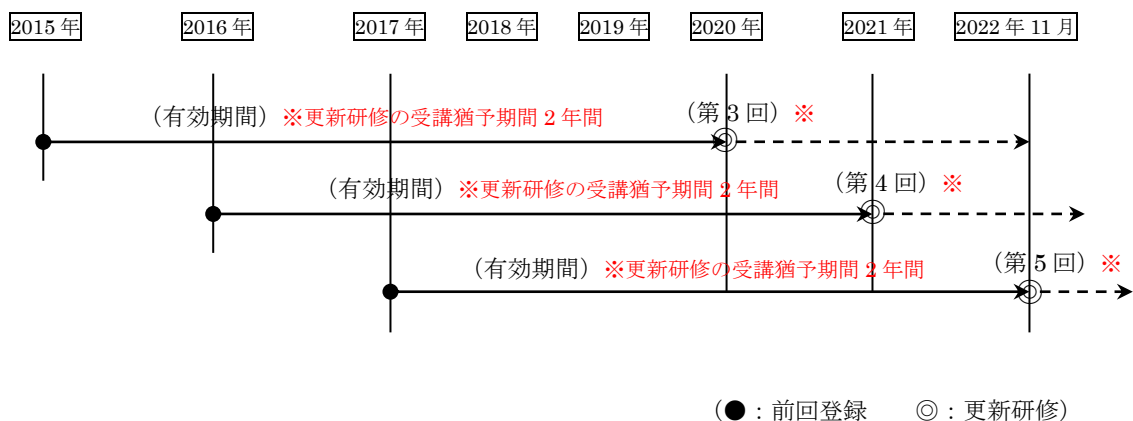 2015年 2016年 2017年 2018年 2019年 2020年 2021年 2022年11月
（有効期間）※更新研修の受講猶予期間2年間 （第3回）※
（有効期間）※更新研修の受講猶予期間2年間 （第4回）※
（有効期間）※更新研修の受講猶予期間2年間 （第5回）※
（●：前回登録 ◎：更新研修）